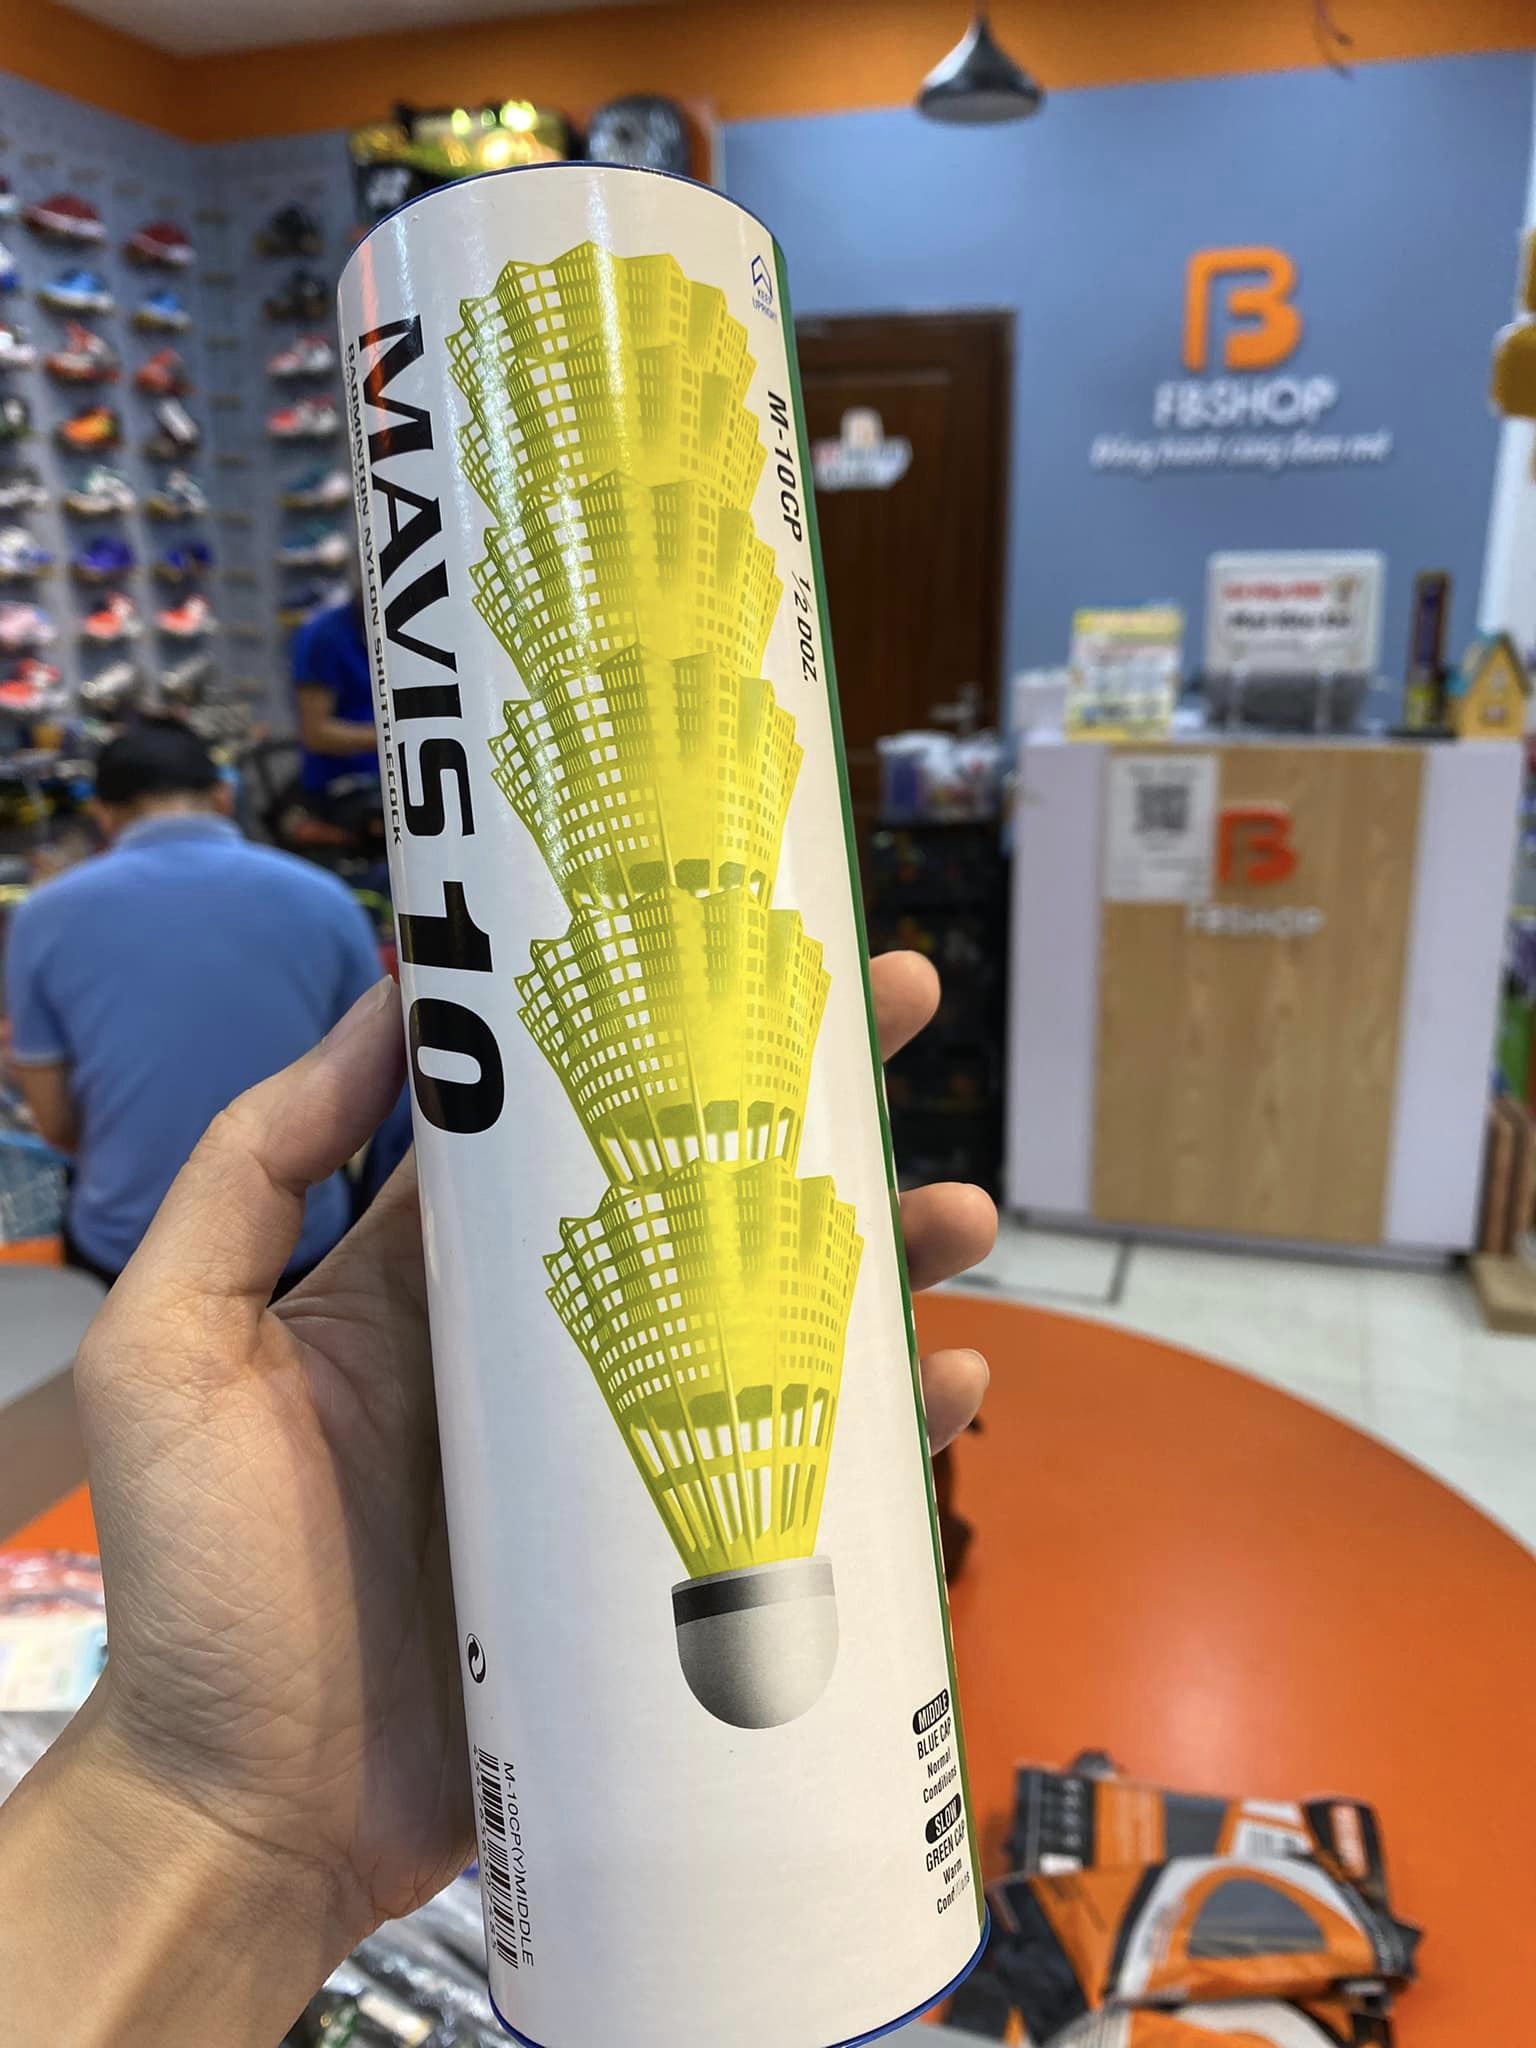 MAVIS 10
BADMINTON NYLON SHUTTLECOCK
KEEP
UPRIGHT
M-10CP 1/2 DOZ.
MIDDLE
BLUE CAP
Normal
Conditions
SLOW
GREEN CAP
Warm
Conditions
M-10CP(Y)MIDDLE
FBSHOP
FBSHOP